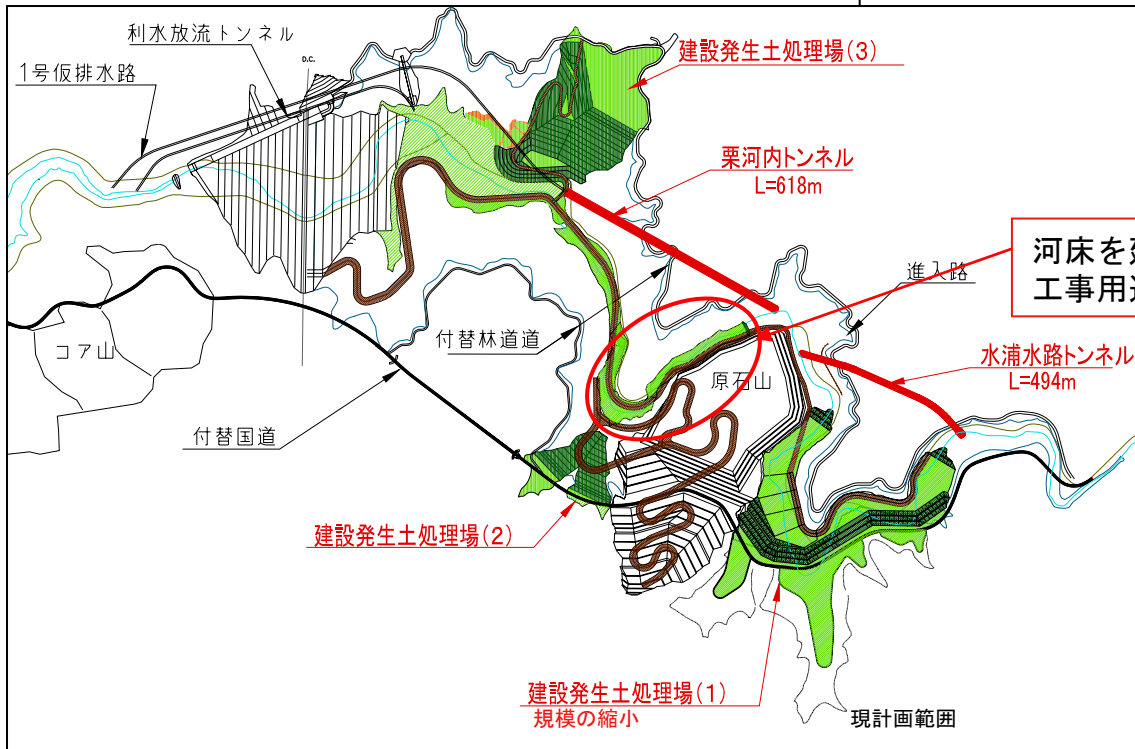 利水放流トンネル
1号仮排水路
D.C.
建設発生土処理場(3)
栗河内トンネル
L=618m
河床を
工事用
進入路
付替林道道
コア山
原石山
水浦水路トンネル
L=494m
付替国道
建設発生土処理場(2)
建設発生土処理場(1)
規模の縮小
現計画範囲